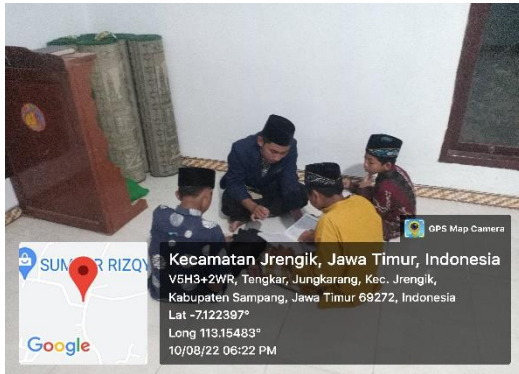 GPS Map Camera
SUM R RIZQY
Google
Kecamatan Jrengik, Jawa Timur, Indonesia
V5H3+2WR, Tengkar, Jungkarang, Kec. Jrengik,
Kabupaten Sampang, Jawa Timur 69272, Indonesia
Lat -7.122397°
Long 113.15483°
10/08/22 06:22 PM